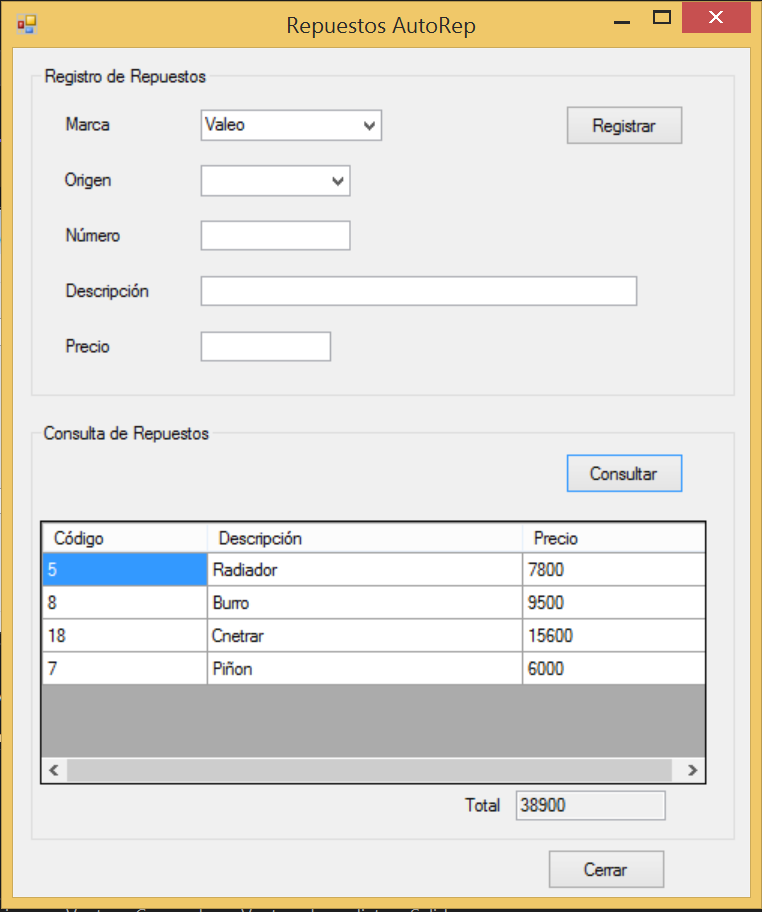 Repuestos AutoRep
Registro de Repuestos
Marca Valeo Registrar
Origen
Número
Descripción
Precio
Consulta de Repuestos
Consultar
Código Descripción Precio
5 Radiador 7800
8 Burro 9500
18 Cnetrar 15600
7 Piñon 6000
Total 38900
Cerrar